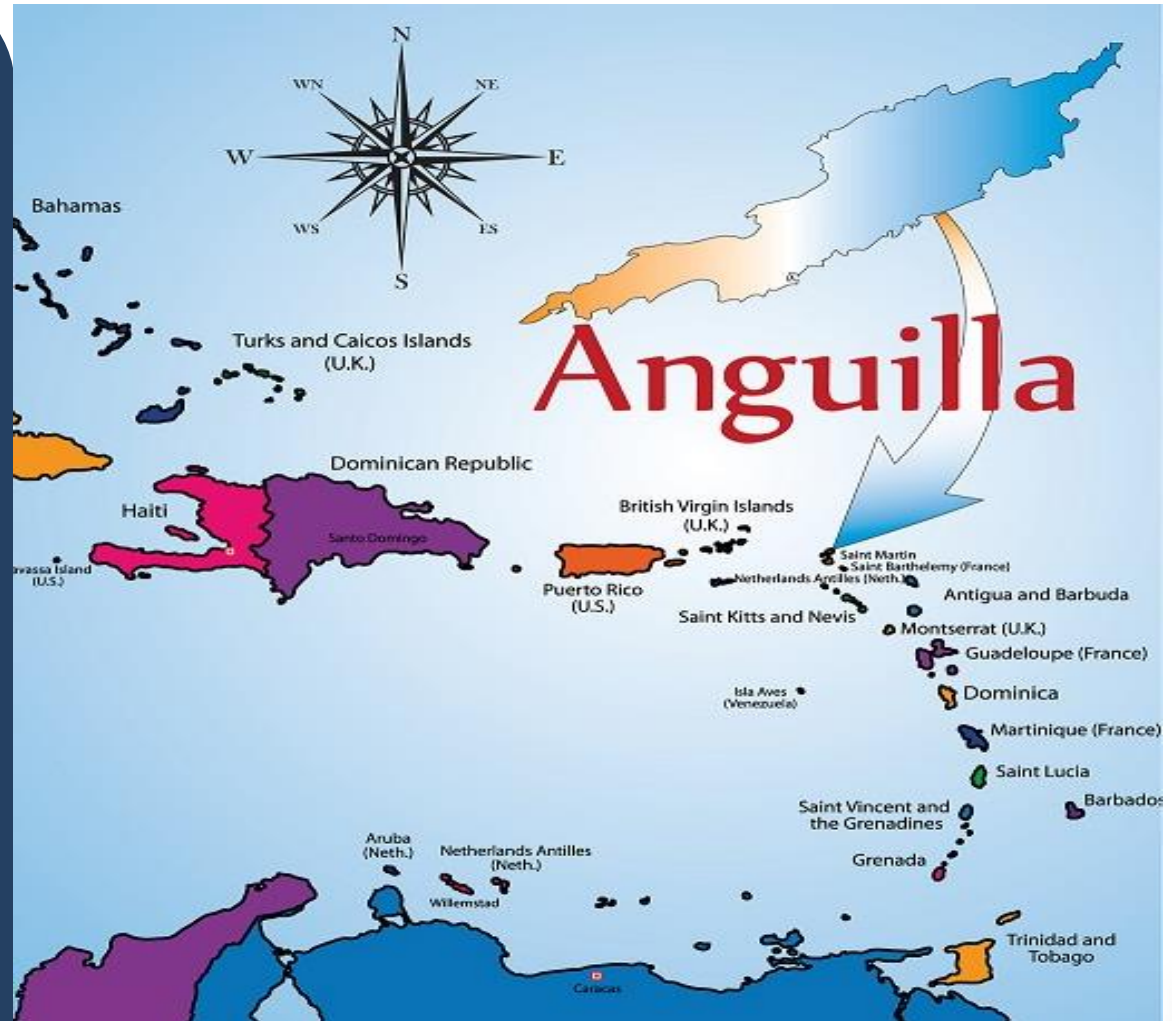 N
WN
NE
W
E
WS
ES
S
Bahamas
Turks and Caicos Islands
(U.K.)
Anguilla
Dominican Republic
Haiti
Santo Domingo
British Virgin Islands
(U.K.)
avassa Island
(U.S.)
Puerto Rico
(U.S.)
Saint Martin
Saint Barthelemy (France)
Netherlands Antilles (Neth.)
Antigua and Barbuda
Saint Kitts and Nevis
Montserrat (U.K.)
Guadeloupe (France)
Isla Aves
(Venezuela)
Dominica
Martinique (France)
Saint Lucia
Barbados
Saint Vincent and
the Grenadines
Grenada
Aruba
(Neth.)
Netherlands Antilles
(Neth.)
Willemstad
Trinidad and
Tobago
Caracas